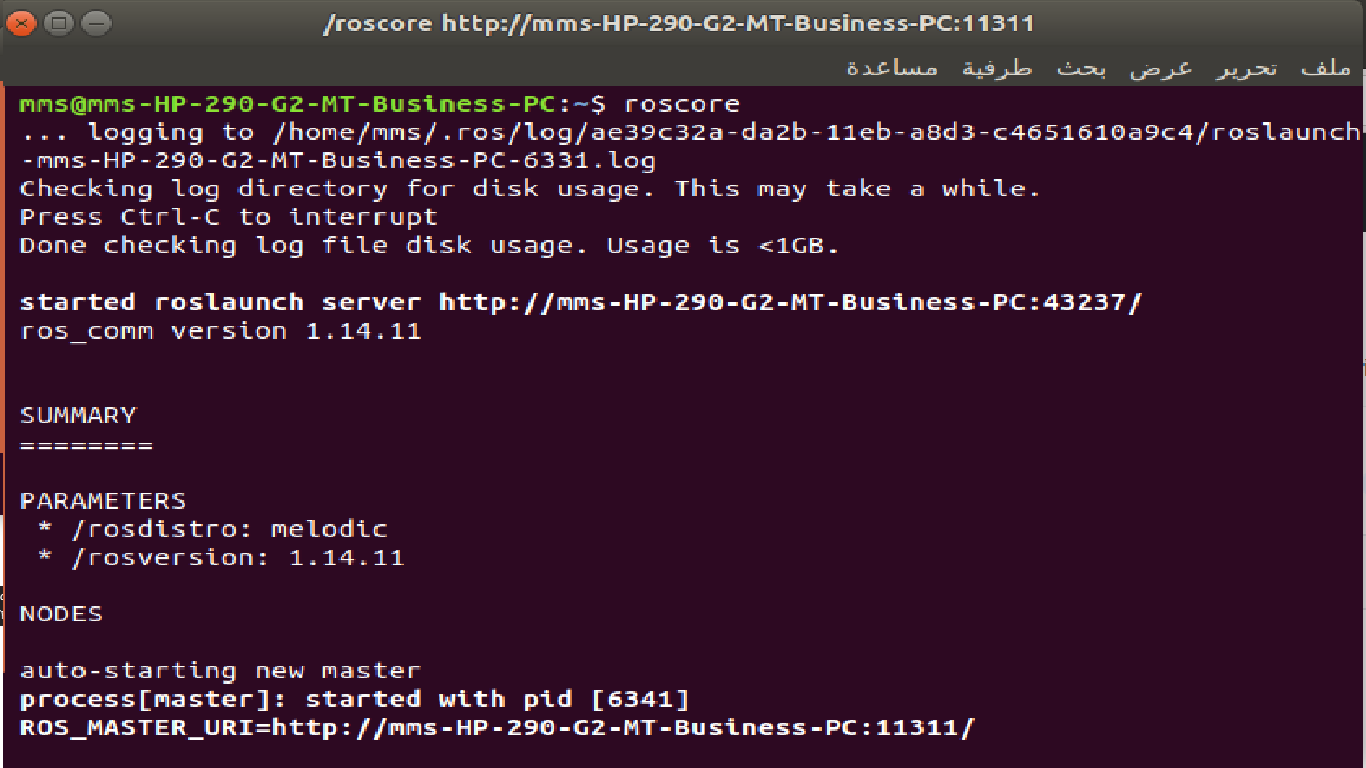 /roscore http://mms-HP-290-G2-MT-Business-PC:11311
ملف تحرير عرض بحث طرفية مساعدة
mms@mms-HP-290-G2-MT-Business-PC:~$ roscore
... logging to /home/mms/.ros/log/ae39c32a-da2b-11eb-a8d3-c4651610a9c4/roslaunch
-mms-HP-290-G2-MT-Business-PC-6331.log
Checking log directory for disk usage. This may take a while.
Press Ctrl-C to interrupt
Done checking log file disk usage. Usage is <1GB.
started roslaunch server http://mms-HP-290-G2-MT-Business-PC:43237/
ros_comm version 1.14.11
SUMMARY
========
PARAMETERS
* /rosdistro: melodic
* /rosversion: 1.14.11
NODES
auto-starting new master
process[master]: started with pid [6341]
ROS_MASTER_URI=http://mms-HP-290-G2-MT-Business-PC:11311/